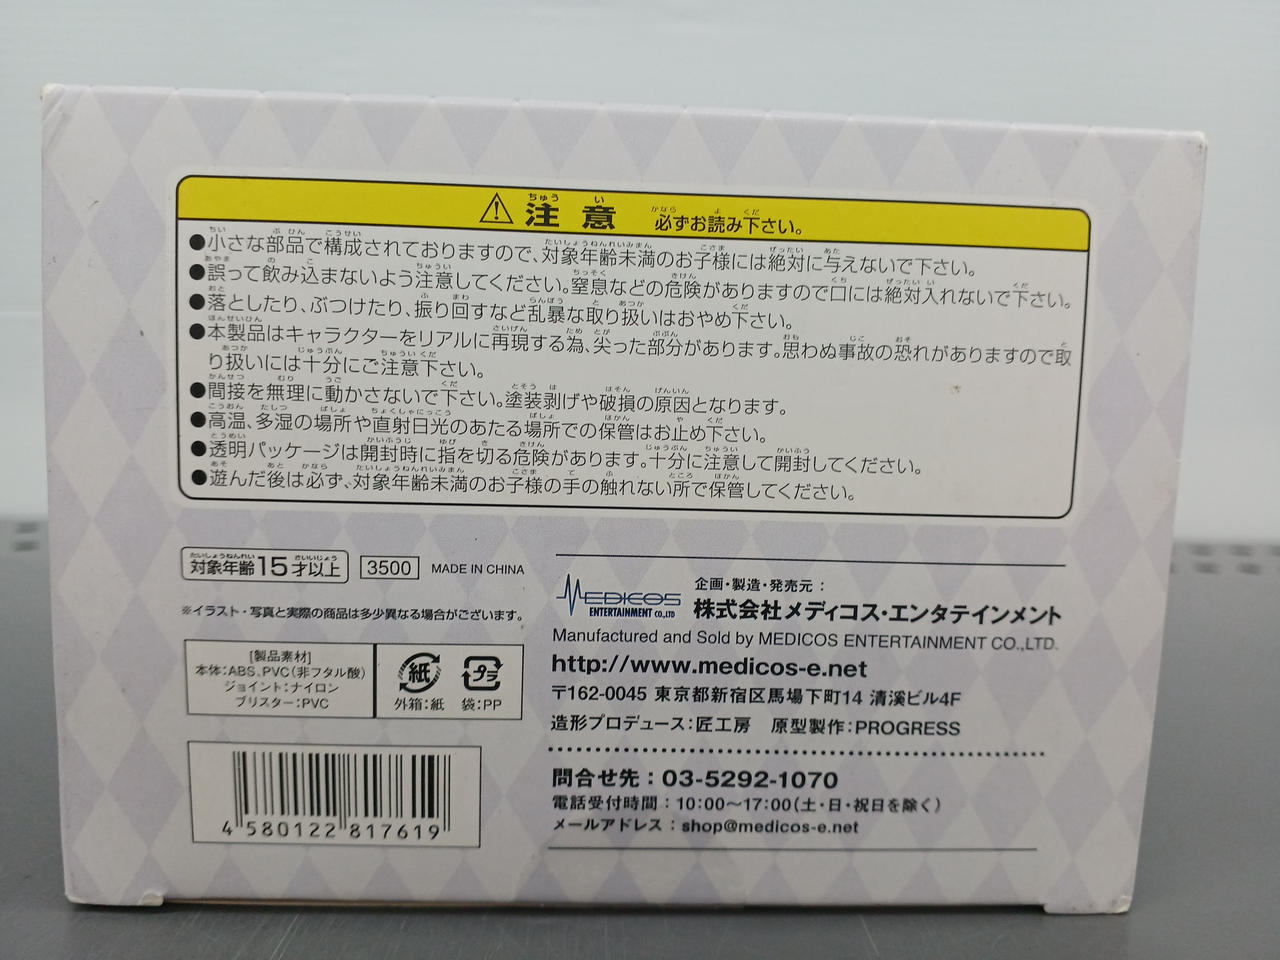 注意 必ずお読み下さい。
●小さな部品で構成されておりますので、対象年齢未満のお子様には絶対に与えないで下さい。
●誤って飲み込まないよう注意してください。窒息などの危険がありますので口には絶対入れないで下さい。
●落としたり、ぶつけたり、振り回すなど乱暴な取り扱いはおやめ下さい。
●本製品はキャラクターをリアルに再現する為、尖った部分があります。思わぬ事故の恐れがありますので取
り扱いには十分にご注意下さい。
●間接を無理に動かさないで下さい。塗装剥げや破損の原因となります。
●高温、多湿の場所や直射日光のあたる場所での保管はお止め下さい。
●透明パッケージは開封時に指を切る危険があります。十分に注意して開封してください。
●遊んだ後は必ず、対象年齢未満のお子様の手の触れない所で保管してください。
対象年齢15才以上 3500 MADE IN CHINA
※イラスト・写真と実際の商品は多少異なる場合がございます。
[製品素材]
本体:ABS、PVC(非フタル酸)
ジョイント:ナイロン
ブリスター:PVC
紙 プラ
外箱:紙 袋:PP
4 580122 817619
MEDICOS
ENTERTAINMENT CO.,LTD
企画・製造・発売元:
株式会社メディコス・エンタテインメント
Manufactured and Sold by MEDICOS ENTERTAINMENT CO.,LTD.
http://www.medicos-e.net
〒162-0045 東京都新宿区馬場下町14 清溪ビル4F
造形プロデュース:匠工房 原型製作:PROGRESS
問合せ先:03-5292-1070
電話受付時間:10:00〜17:00(土・日・祝日を除く)
メールアドレス:shop@medicos-e.net